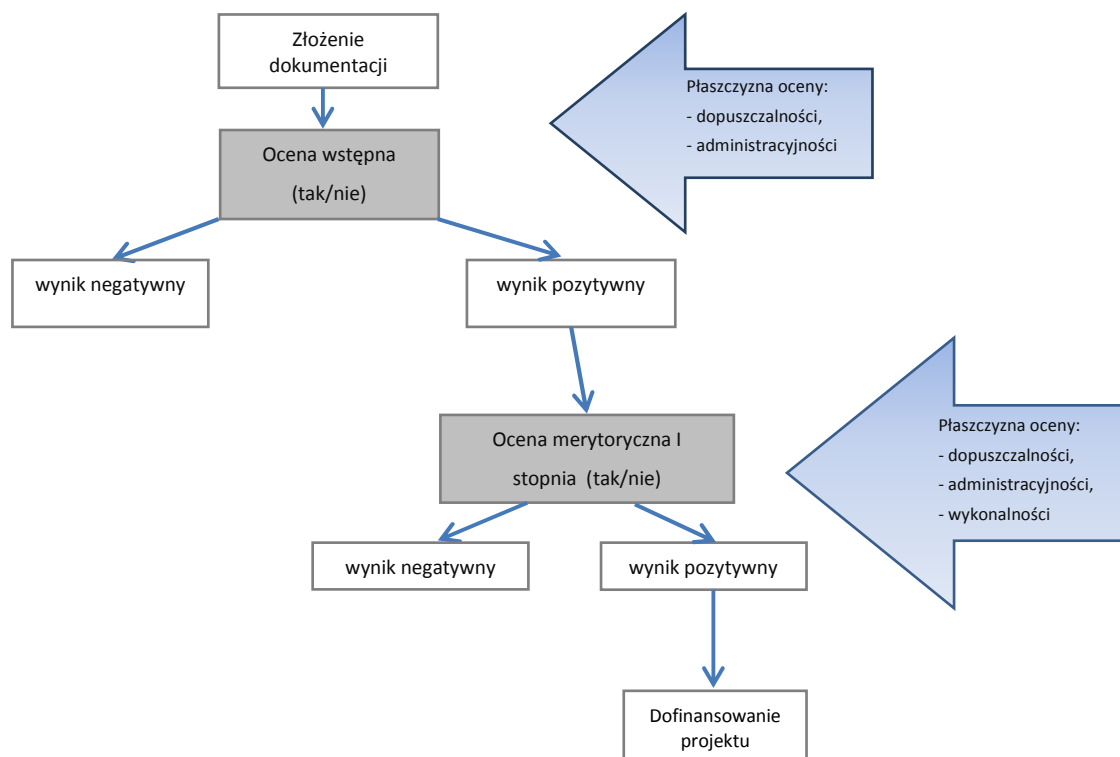 Złożenie
dokumentacji
Płaszczyzna oceny:
- dopuszczalności,
- administracyjności
Ocena wstępna
(tak/nie)
wynik negatywny
wynik pozytywny
Ocena merytoryczna I
stopnia (tak/nie)
Płaszczyzna oceny:
- dopuszczalności,
- administracyjności,
- wykonalności
wynik negatywny
wynik pozytywny
Dofinansowanie
projektu